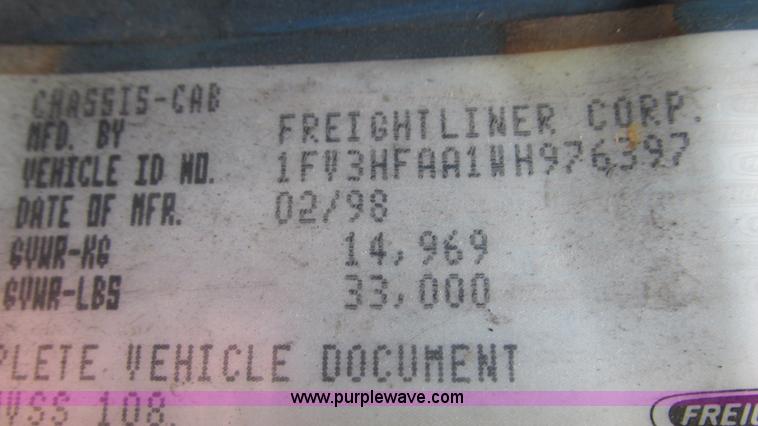 CHASSIS-CAB
MFD. BY FREIGHTLINER CORP.
VEHICLE ID NO. 1FV3HFAA1WH976397
DATE OF MFR. 02/98
GVWR-KG 14,969
GVWR-LBS 33,000
PLETE VEHICLE DOCUMENT
VSS 108.
www.purplewave.com
FREIG